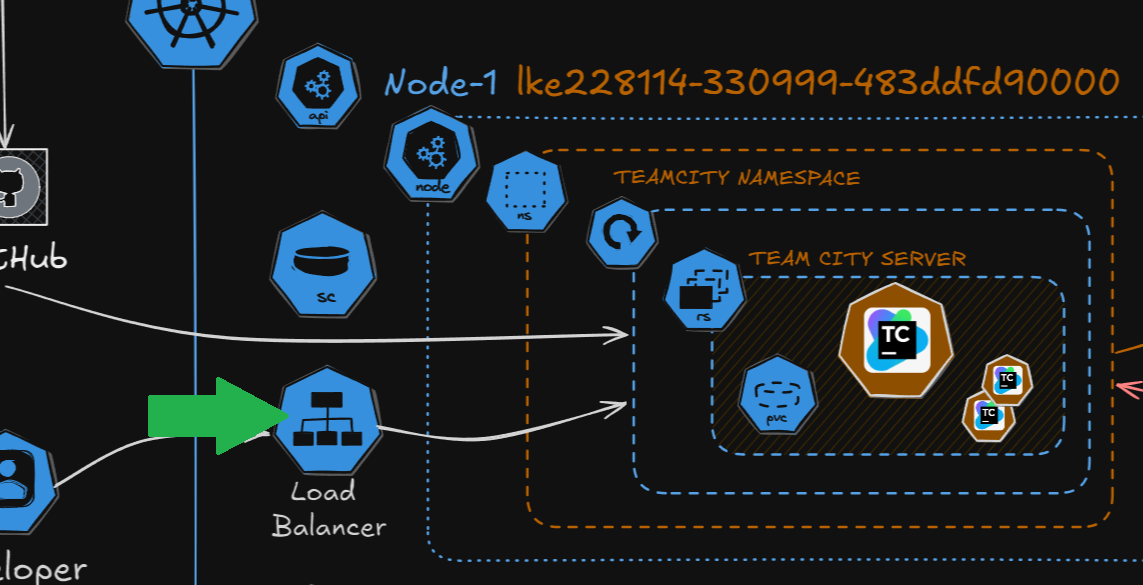 api
Node-1 lke228114-330999-483ddfd90000
node
TEAMCITY NAMESPACE
ns
Hub
TEAM CITY SERVER
sc
rs
TC
TC
TC
pvc
Load
Balancer
eloper